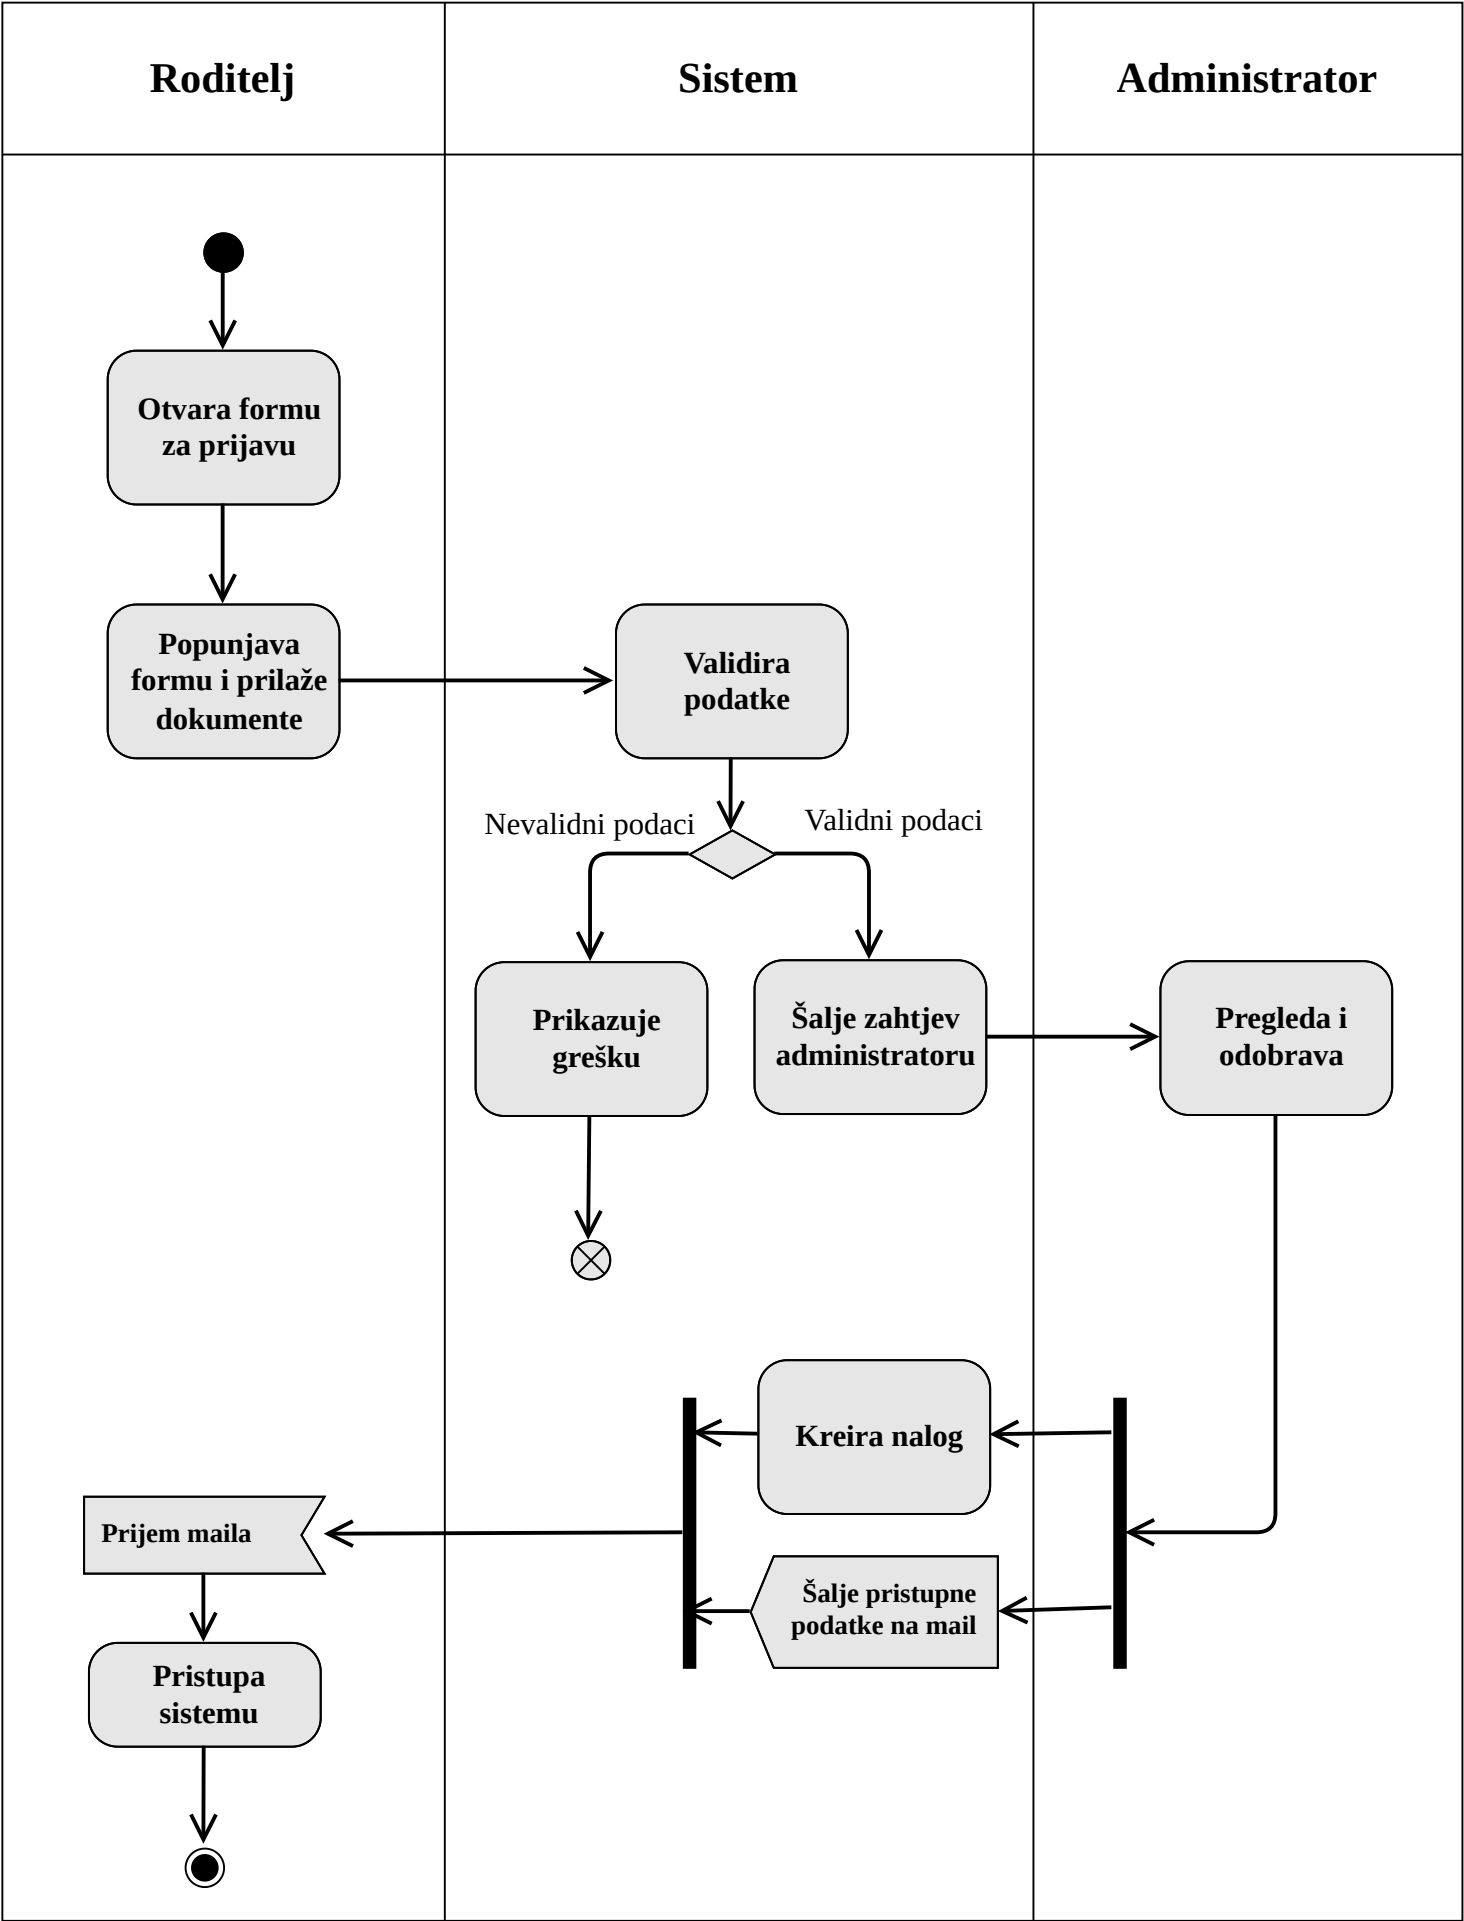 Roditelj
Sistem
Administrator
Otvara formu
za prijavu
Popunjava
formu i prilaže
dokumente
Validira
podatke
Nevalidni podaci
Validni podaci
Prikazuje
grešku
Šalje zahtjev
administratoru
Pregleda i
odobrava
Kreira nalog
Prijem maila
Šalje pristupne
podatke na mail
Pristupa
sistemu